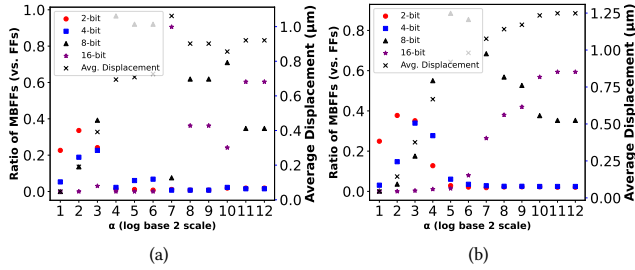 1.0
0.8
0.6
0.4
0.2
0.0
Ratio of MBFFs (vs. FFs)
2-bit
4-bit
8-bit
16-bit
Avg. Displacement
1.0
0.8
0.6
0.4
0.2
0.0
Average Displacement (μm)
1 2 3 4 5 6 7 8 9 10 11 12
α (log base 2 scale)
(a)
0.8
0.6
0.4
0.2
0.0
Ratio of MBFFs (vs. FFs)
2-bit
4-bit
8-bit
16-bit
Avg. Displacement
1.25
1.00
0.75
0.50
0.25
0.00
Average Displacement (μm)
1 2 3 4 5 6 7 8 9 10 11 12
α (log base 2 scale)
(b)